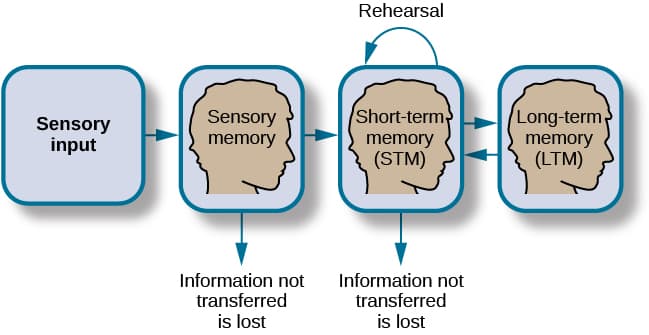 Rehearsal
Sensory
input
Sensory
memory
Short-term
memory
(STM)
Long-term
memory
(LTM)
Information not
transferred
is lost
Information not
transferred
is lost